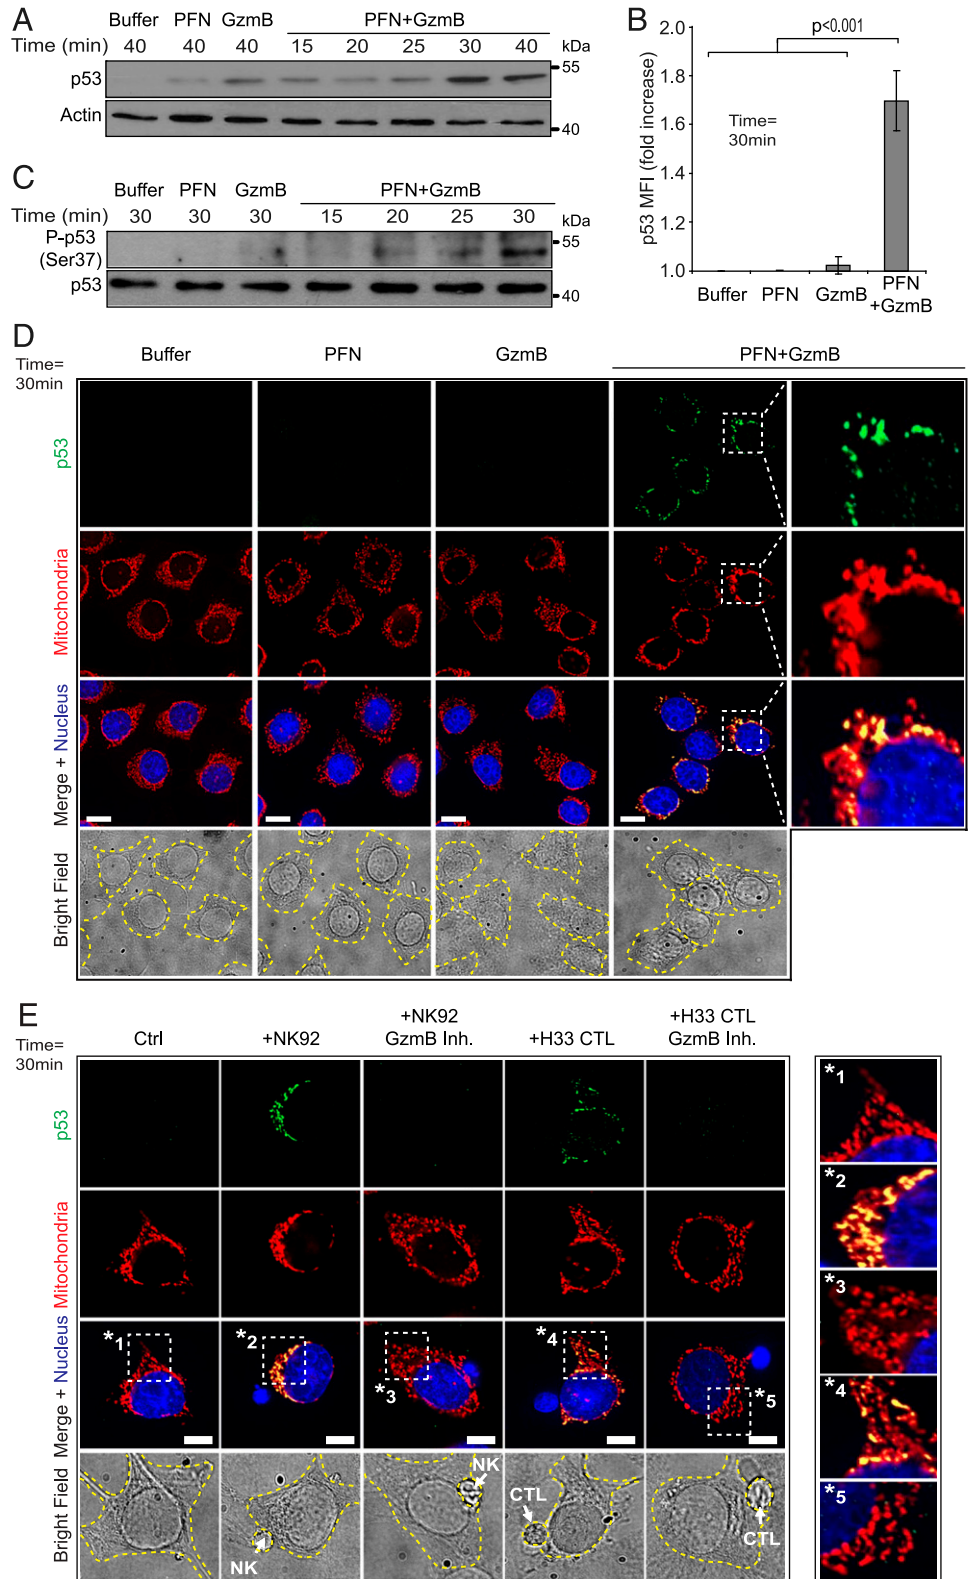 A
Buffer PFN GzmB PFN+GzmB
Time (min) 40 40 40 15 20 25 30 40 kDa
p53 55
Actin 40
B
p<0.001
2.0
1.8
1.6
1.4
1.2
1.0
p53 MFI (fold increase)
Time=
30min
Buffer PFN GzmB PFN
+GzmB
C
Buffer PFN GzmB PFN+GzmB
Time (min) 30 30 30 15 20 25 30 kDa
P-p53
(Ser37)
55
p53
40
D
Time=
30min
Buffer PFN GzmB PFN+GzmB
p53
Mitochondria
Merge + Nucleus
Bright Field
E
Time=
30min
Ctrl
+NK92
+NK92
GzmB Inh.
+H33 CTL
+H33 CTL
GzmB Inh.
p53
Mitochondria
Merge + Nucleus
*1
*2
*3
*4
*5
Bright Field
NK
NK
CTL
CTL
*1
*2
*3
*4
*5